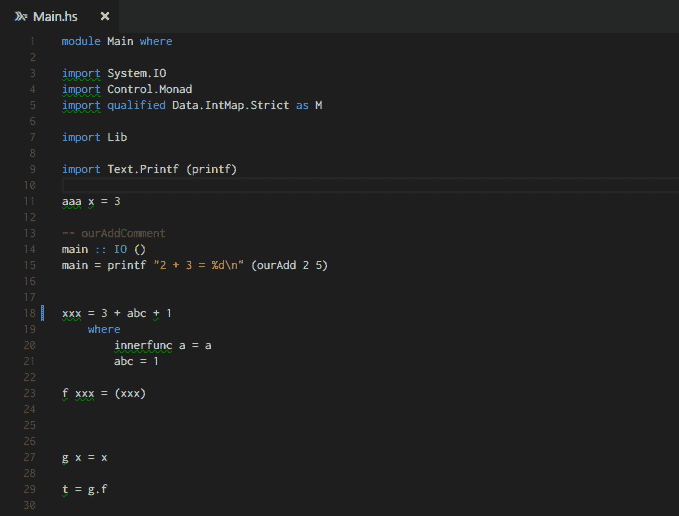 Main.hs ×
1 module Main where
2
3 import System.IO
4 import Control.Monad
5 import qualified Data.IntMap.Strict as M
6
7 import Lib
8
9 import Text.Printf (printf)
10
11 aaa x = 3
12
13 -- ourAddComment
14 main :: IO ()
15 main = printf "2 + 3 = %d\n" (ourAdd 2 5)
16
17
18 xxx = 3 + abc + 1
19     where
20         innerfunc a = a
21         abc = 1
22
23 f xxx = (xxx)
24
25
26
27 g x = x
28
29 t = g.f
30